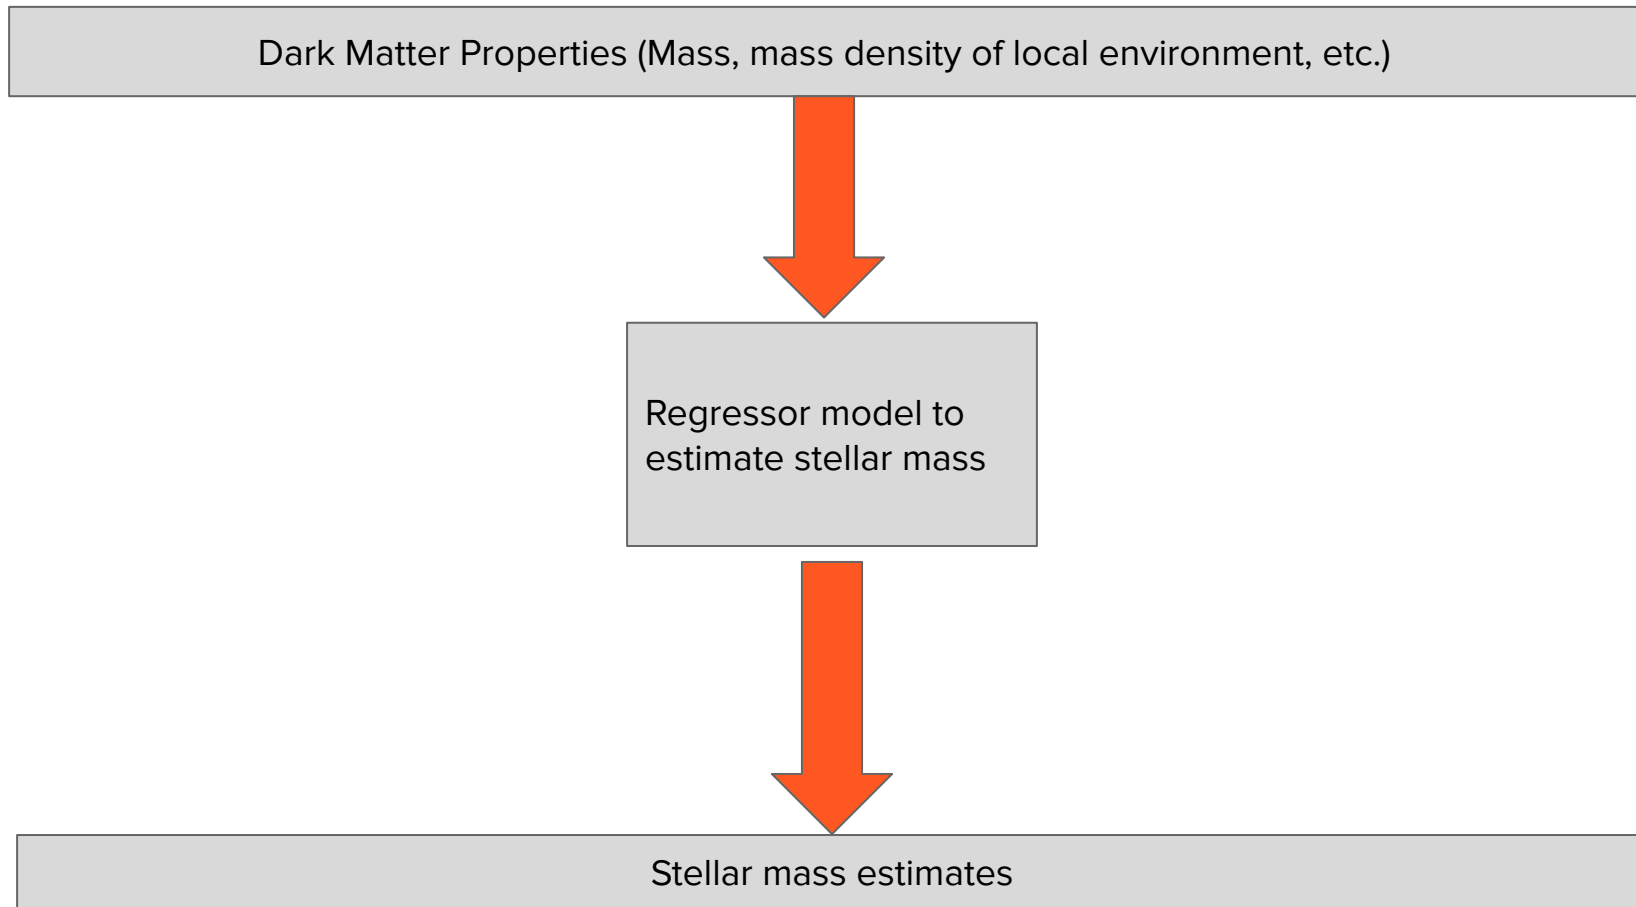 Dark Matter Properties (Mass, mass density of local environment, etc.)
Regressor model to
estimate stellar mass
Stellar mass estimates